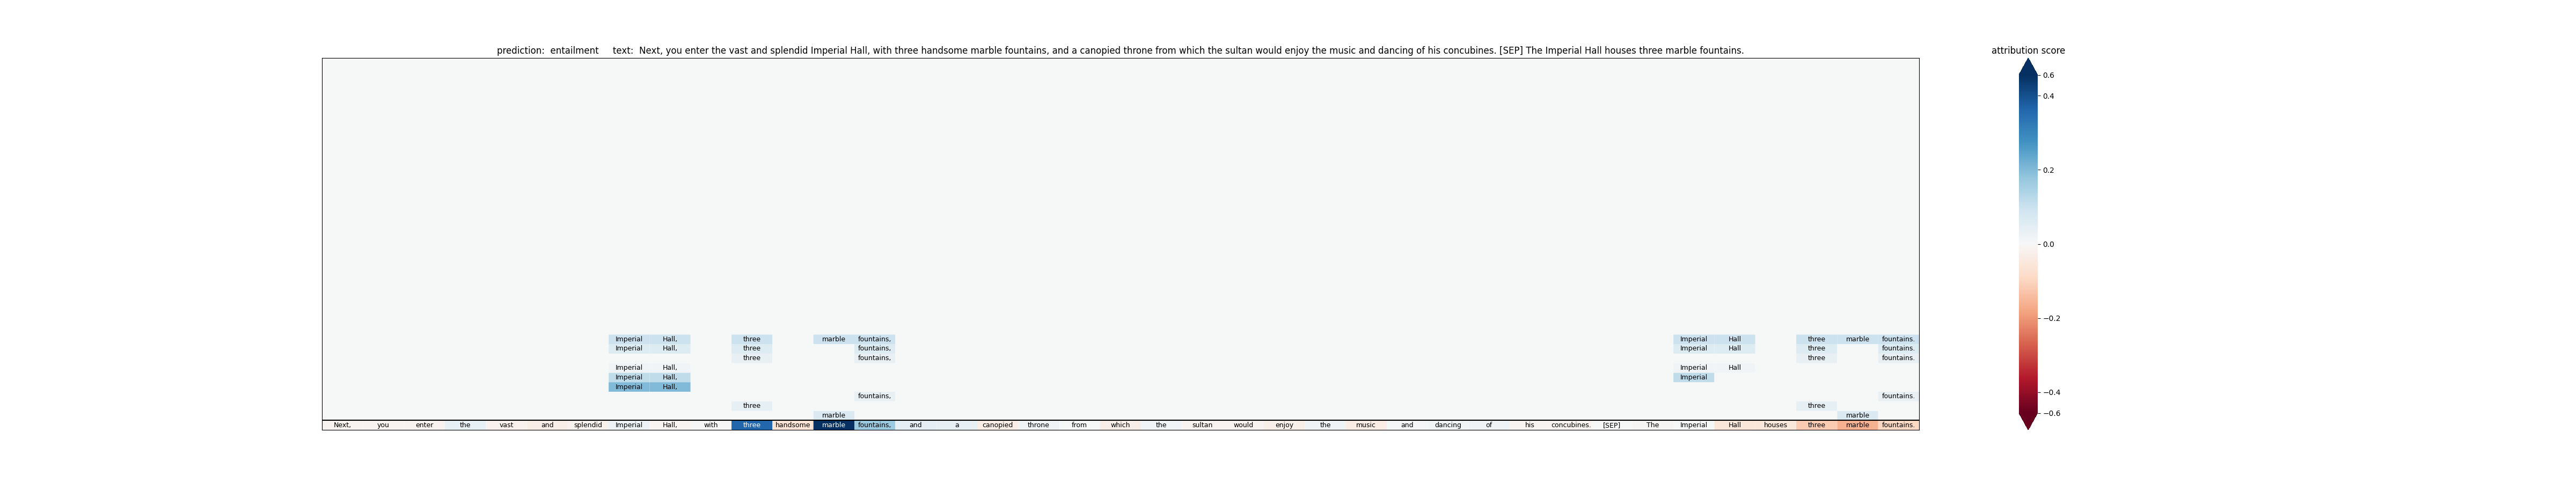 prediction:  entailment     text:  Next, you enter the vast and splendid Imperial Hall, with three handsome marble fountains, and a canopied throne from which the sultan would enjoy the music and dancing of his concubines. [SEP] The Imperial Hall houses three marble fountains.
attribution score
0.6
0.4
0.2
0.0
−0.2
−0.4
−0.6
Imperial Hall, three marble fountains, Imperial Hall three marble fountains.
Imperial Hall, three fountains, Imperial Hall three fountains.
three fountains, three fountains.
Imperial Hall, Imperial Hall
Imperial Hall, Imperial
Imperial Hall,
fountains, fountains.
three three
marble marble
Next, you enter the vast and splendid Imperial Hall, with three handsome marble fountains, and a canopied throne from which the sultan would enjoy the music and dancing of his concubines. [SEP] The Imperial Hall houses three marble fountains.